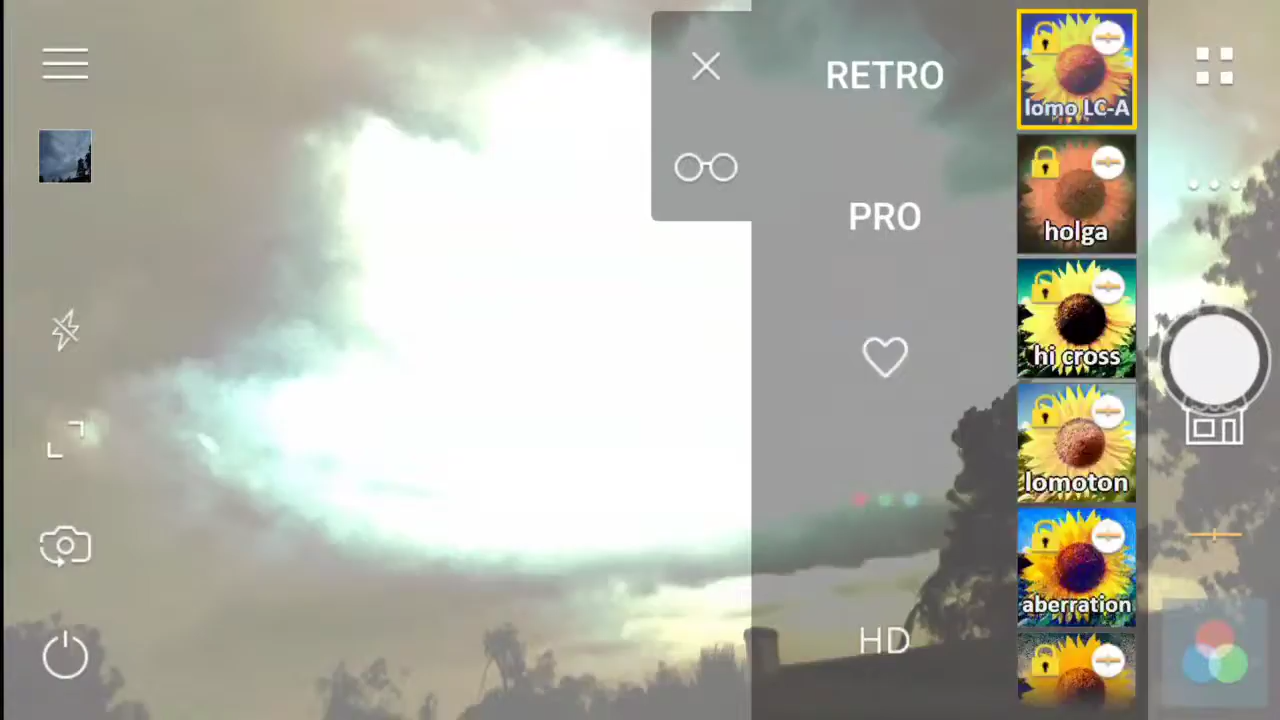 RETRO
PRO
HD
lomo LC-A
holga
hi cross
lomoton
aberration